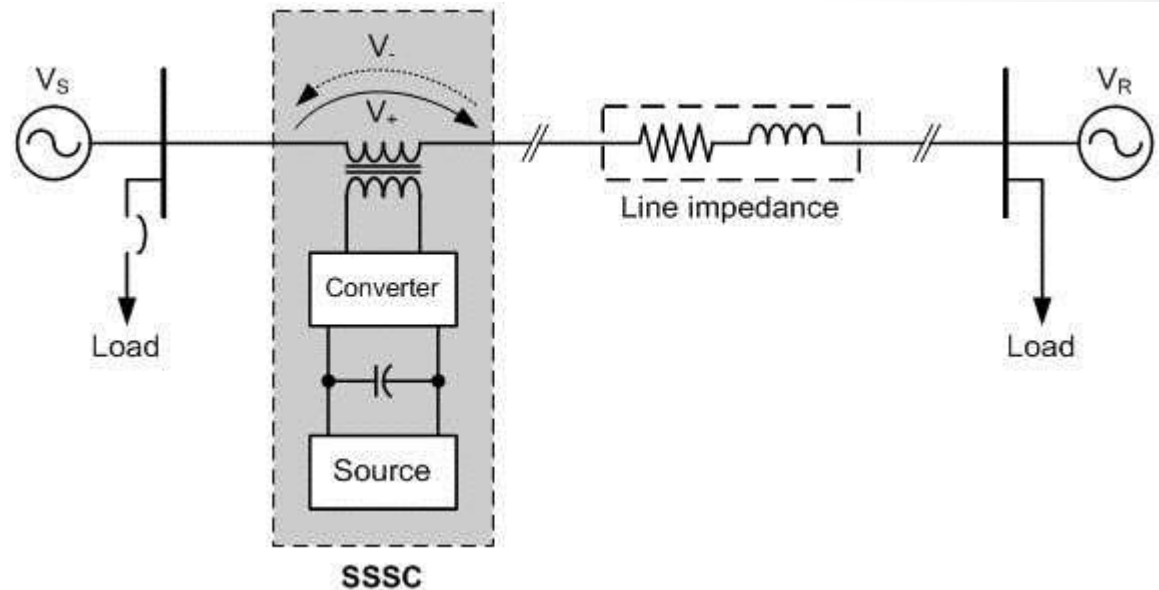 V-
VS
V+
VR
Line impedance
Converter
Load
Load
Source
SSSC